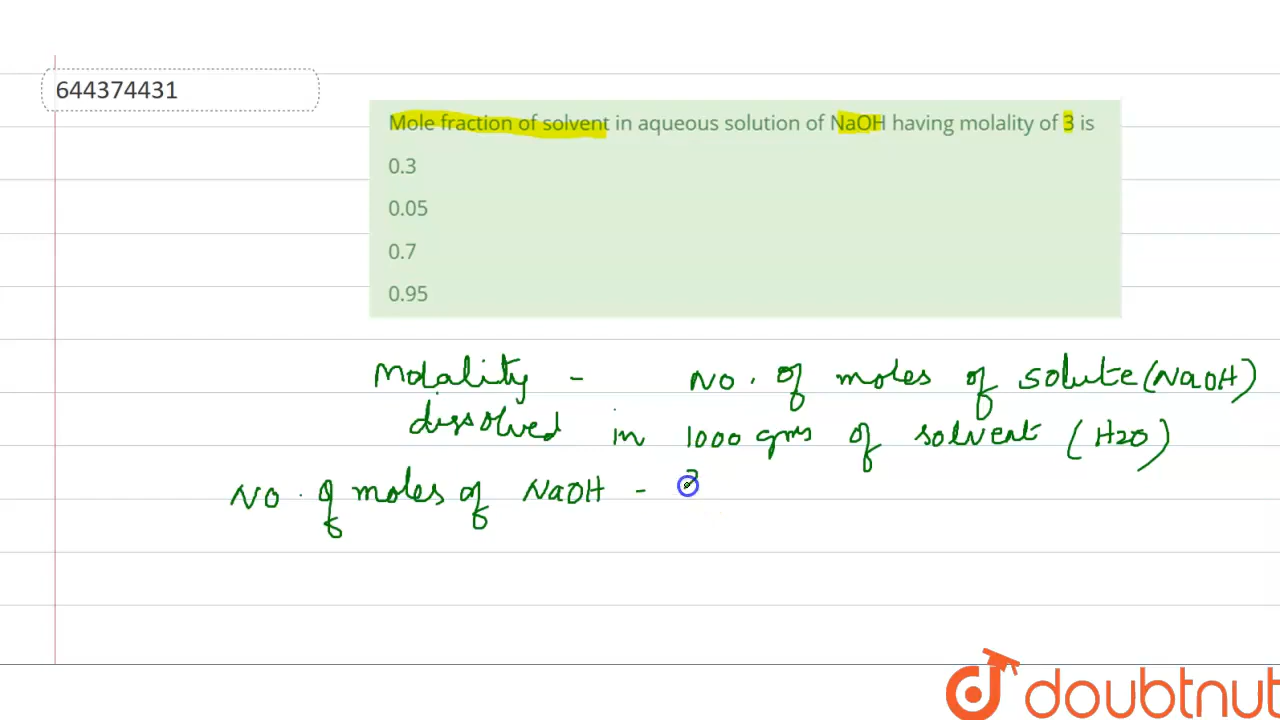 644374431
Mole fraction of solvent in aqueous solution of NaOH having molality of 3 is
0.3
0.05
0.7
0.95
Molality - No. of moles of solute (NaOH)
dissolved in 1000 gms of solvent (H2O)
No. of moles of NaOH - 3
doubtnut